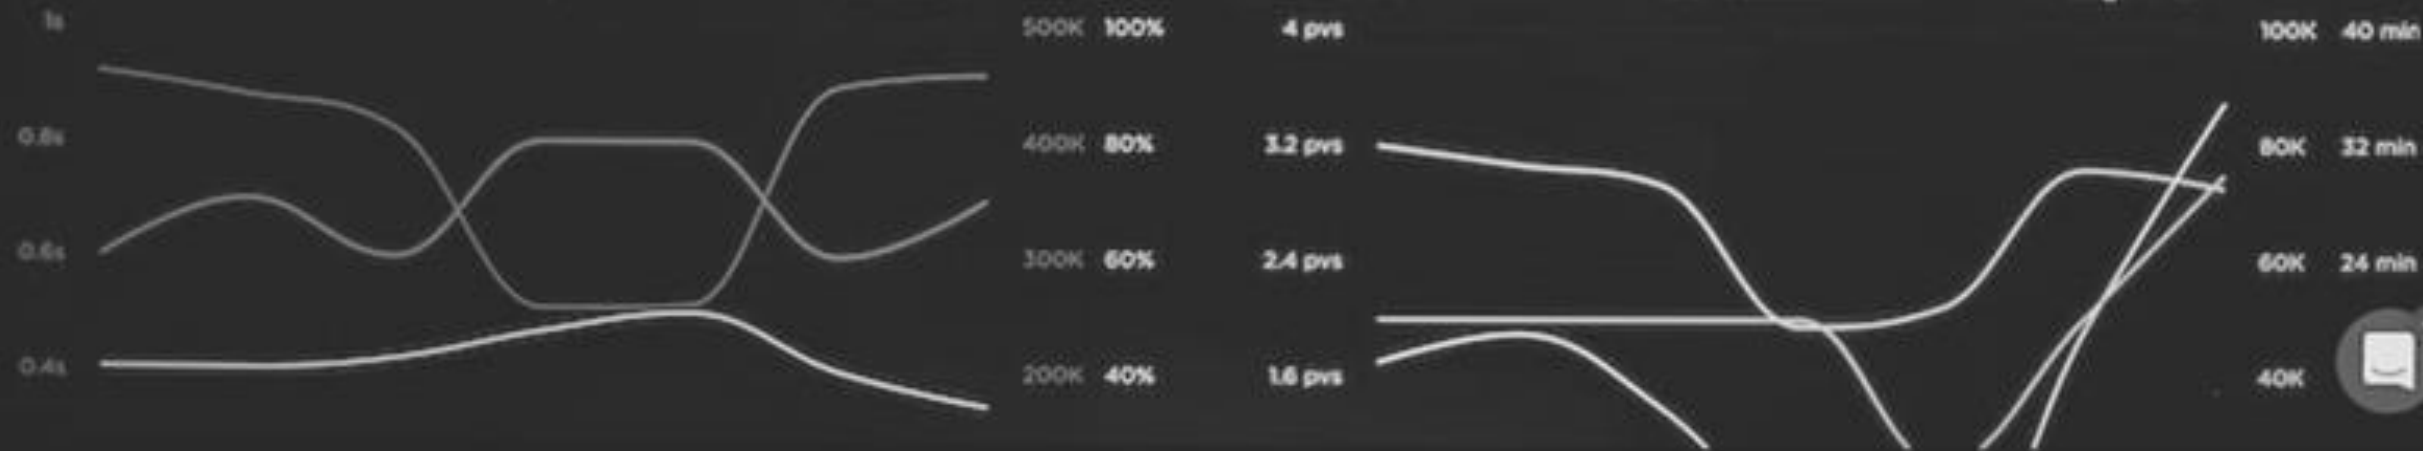 1s
500K 100% 4 pvs 100K 40 min
0.8s 400K 80% 3.2 pvs 80K 32 min
0.6s 300K 60% 2.4 pvs 60K 24 min
0.4s 200K 40% 1.6 pvs 40K